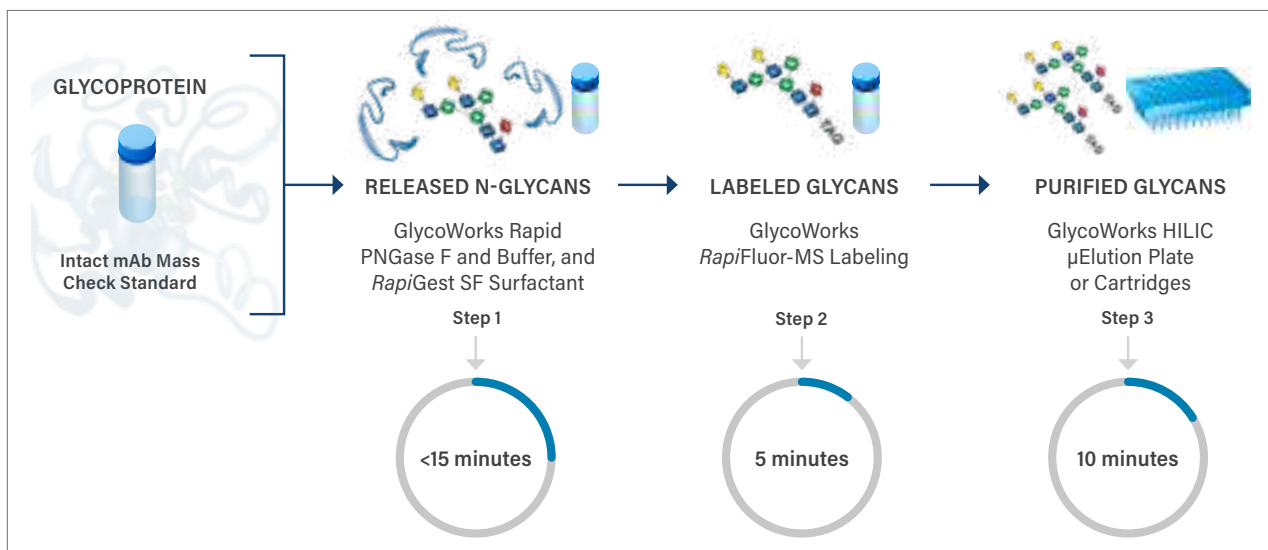 GLYCOPROTEIN
Intact mAb Mass
Check Standard
RELEASED N-GLYCANS
GlycoWorks Rapid
PNGase F and Buffer, and
RapiGest SF Surfactant
Step 1
<15 minutes
LABELED GLYCANS
GlycoWorks
RapiFluor-MS Labeling
Step 2
5 minutes
PURIFIED GLYCANS
GlycoWorks HILIC
µElution Plate
or Cartridges
Step 3
10 minutes